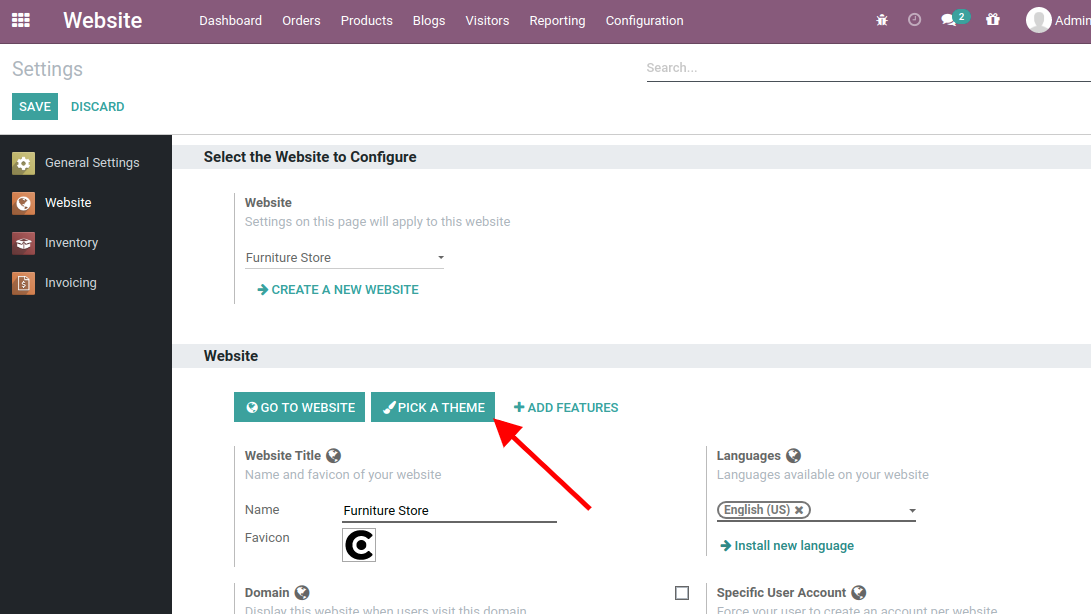 Website Dashboard Orders Products Blogs Visitors Reporting Configuration 2 Admin
Settings Search...
SAVE DISCARD
General Settings
Website
Inventory
Invoicing
Select the Website to Configure
Website
Settings on this page will apply to this website
Furniture Store
CREATE A NEW WEBSITE
Website
GO TO WEBSITE PICK A THEME ADD FEATURES
Website Title
Name and favicon of your website
Name Furniture Store
Favicon
Languages
Languages available on your website
English (US)
Install new language
Domain
Display this website when users visit this domain
Specific User Account
Force your user to create an account per website